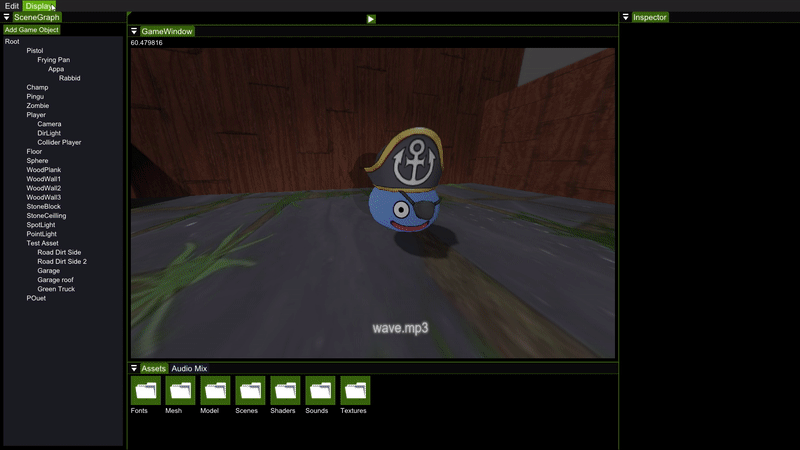 Edit Display
SceneGraph
Add Game Object
Root
Pistol
Frying Pan
Appa
Rabbid
Champ
Pingu
Zombie
Player
Camera
DirLight
Collider Player
Floor
Sphere
WoodPlank
WoodWall1
WoodWall2
WoodWall3
StoneBlock
StoneCeiling
SpotLight
PointLight
Test Asset
Road Dirt Side
Road Dirt Side 2
Garage
Garage roof
Green Truck
POuet
GameWindow
60.479816
wave.mp3
Assets Audio Mix
Fonts Mesh Model Scenes Shaders Sounds Textures
Inspector